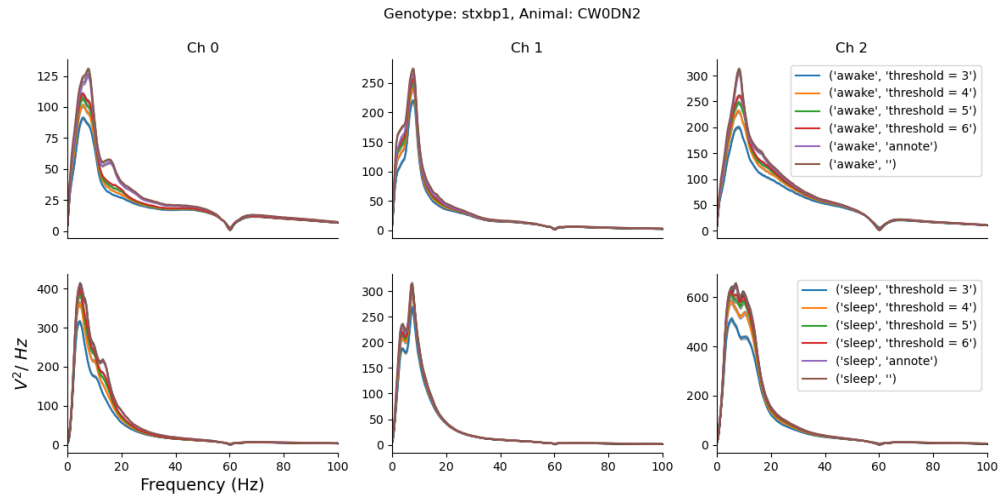 Genotype: stxbp1, Animal: CW0DN2
Ch 0
Ch 1
Ch 2
125
100
75
50
25
0
250
200
150
100
50
0
300
250
200
150
100
50
0
('awake', 'threshold = 3')
('awake', 'threshold = 4')
('awake', 'threshold = 5')
('awake', 'threshold = 6')
('awake', 'annote')
('awake', '')
V²/ Hz
400
300
200
100
0
300
250
200
150
100
50
0
600
400
200
0
('sleep', 'threshold = 3')
('sleep', 'threshold = 4')
('sleep', 'threshold = 5')
('sleep', 'threshold = 6')
('sleep', 'annote')
('sleep', '')
0 20 40 60 80 100
0 20 40 60 80 100
0 20 40 60 80 100
Frequency (Hz)